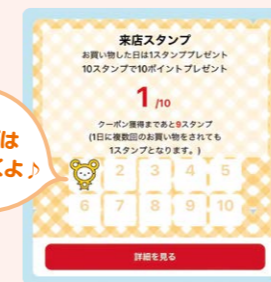 来店スタンプ
お買い物した日は1スタンププレゼント
10スタンプで10ポイントプレゼント
1/10
クーポン獲得まであと9スタンプ
(1日に複数回のお買い物をされても
1スタンプとなります。)
は
よ♪
2 3 4 5
6 7 8 9 10
詳細を見る